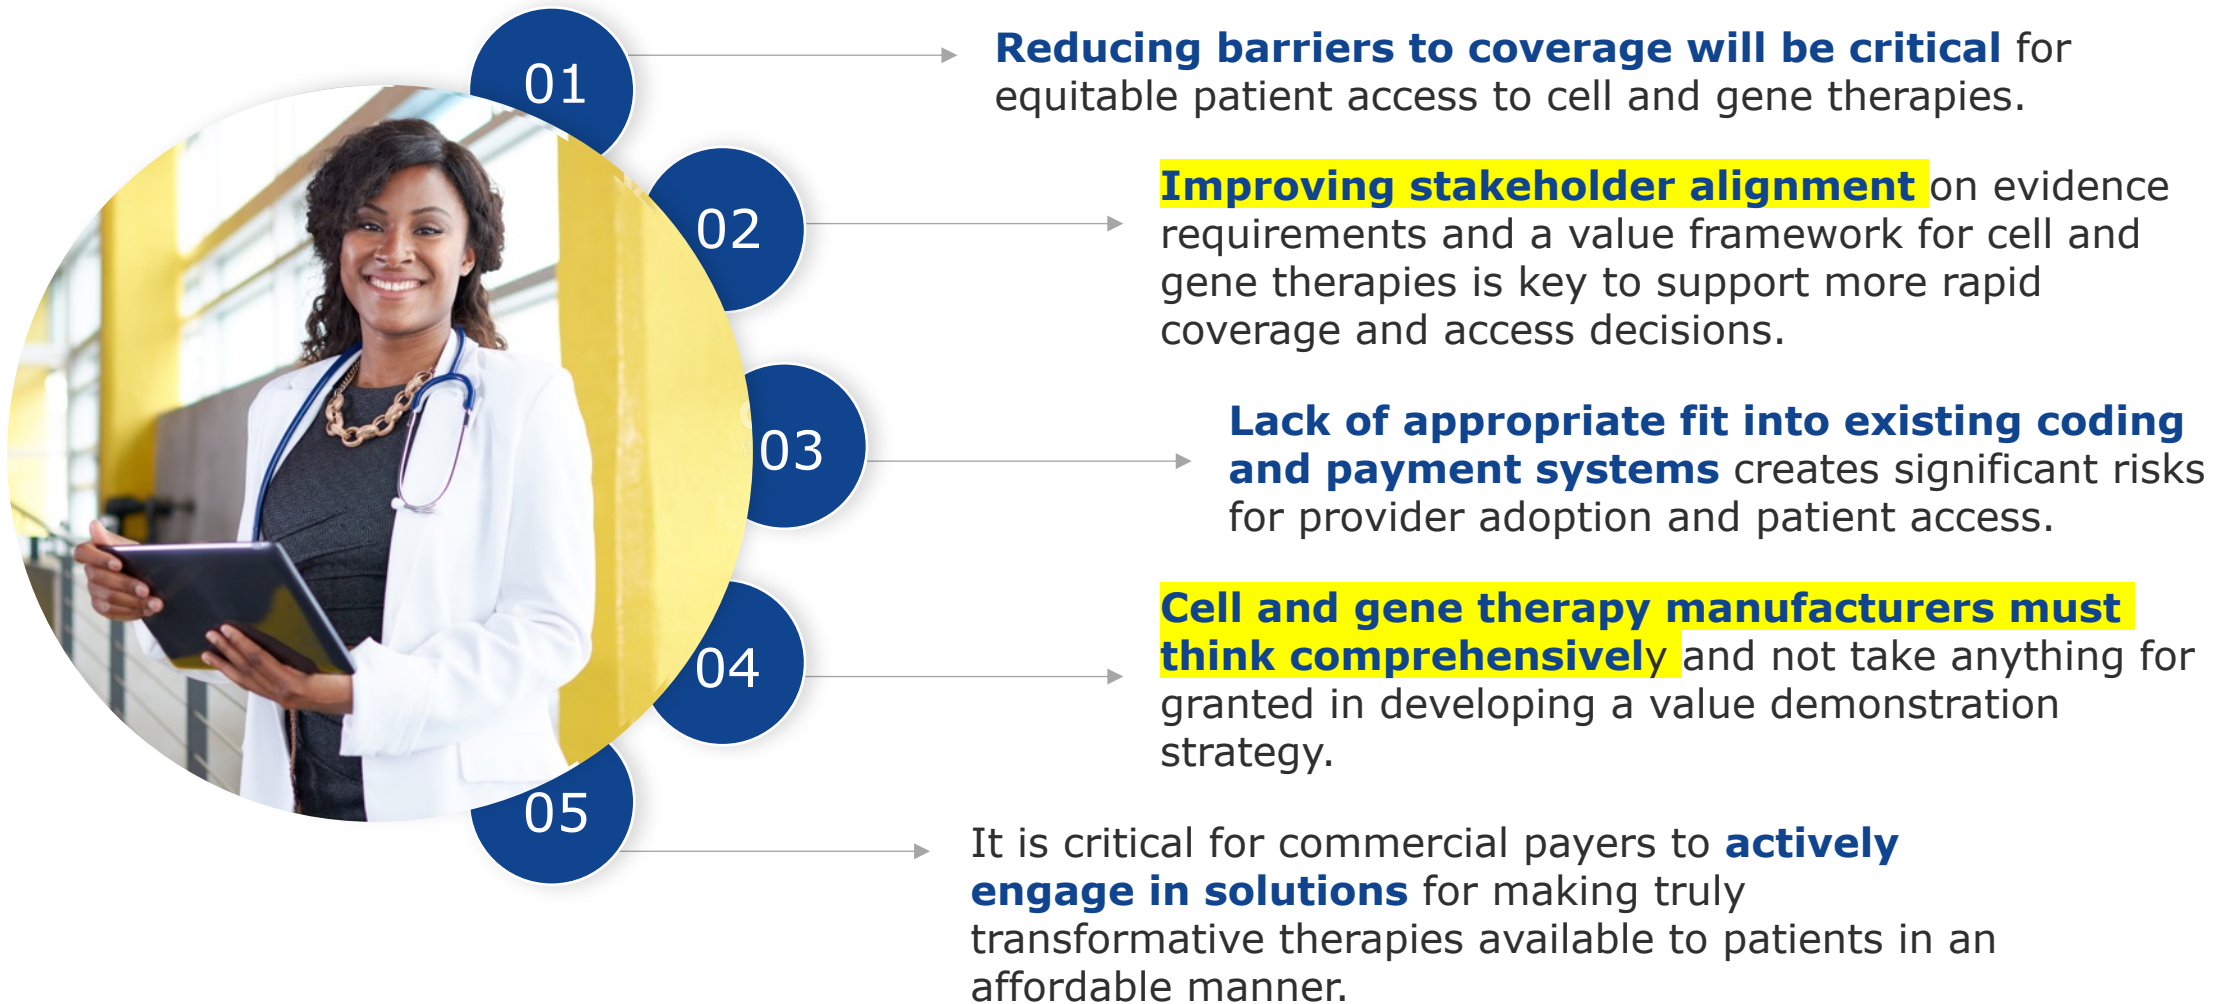 01
Reducing barriers to coverage will be critical for
equitable patient access to cell and gene therapies.
02
Improving stakeholder alignment on evidence
requirements and a value framework for cell and
gene therapies is key to support more rapid
coverage and access decisions.
03
Lack of appropriate fit into existing coding
and payment systems creates significant risks
for provider adoption and patient access.
04
Cell and gene therapy manufacturers must
think comprehensively and not take anything for
granted in developing a value demonstration
strategy.
05
It is critical for commercial payers to actively
engage in solutions for making truly
transformative therapies available to patients in an
affordable manner.